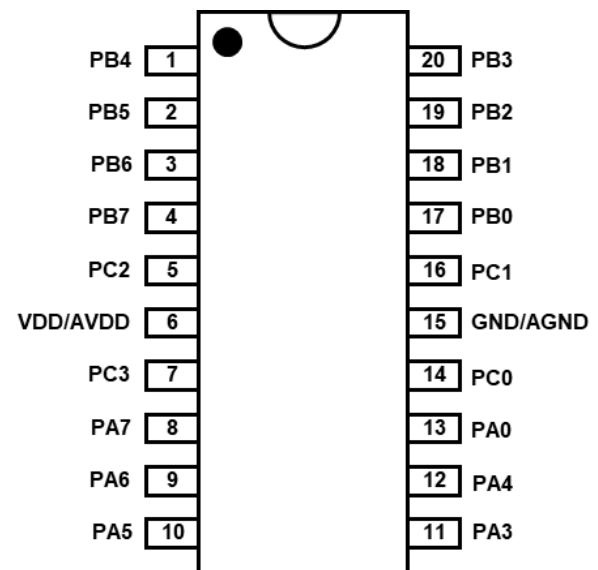 PB4 1 20 PB3
PB5 2 19 PB2
PB6 3 18 PB1
PB7 4 17 PB0
PC2 5 16 PC1
VDD/AVDD 6 15 GND/AGND
PC3 7 14 PC0
PA7 8 13 PA0
PA6 9 12 PA4
PA5 10 11 PA3